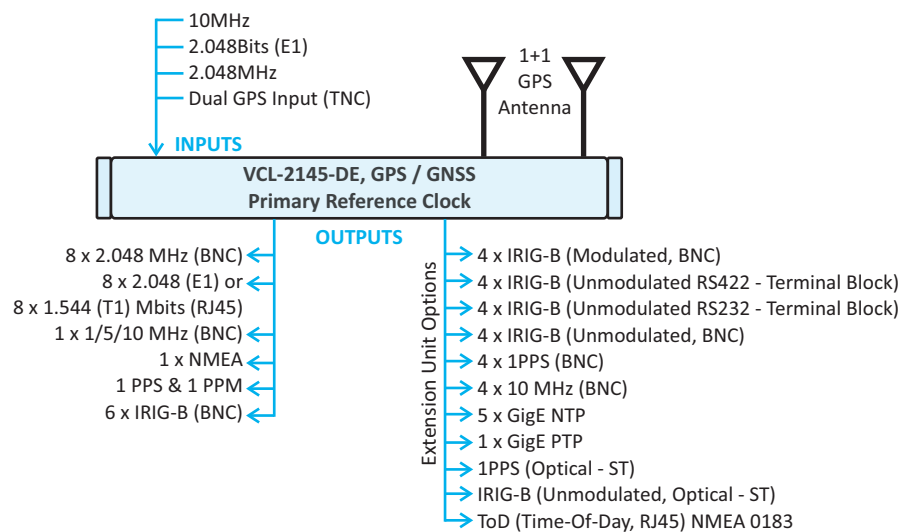 10MHz
2.048Bits (E1)
2.048MHz
Dual GPS Input (TNC)
INPUTS
1+1
GPS
Antenna
VCL-2145-DE, GPS / GNSS
Primary Reference Clock
OUTPUTS
8 x 2.048 MHz (BNC)
8 x 2.048 (E1) or
8 x 1.544 (T1) Mbits (RJ45)
1 x 1/5/10 MHz (BNC)
1 x NMEA
1 PPS & 1 PPM
6 x IRIG-B (BNC)
Extension Unit Options
4 x IRIG-B (Modulated, BNC)
4 x IRIG-B (Unmodulated RS422 - Terminal Block)
4 x IRIG-B (Unmodulated RS232 - Terminal Block)
4 x IRIG-B (Unmodulated, BNC)
4 x 1PPS (BNC)
4 x 10 MHz (BNC)
5 x GigE NTP
1 x GigE PTP
1PPS (Optical - ST)
IRIG-B (Unmodulated, Optical - ST)
ToD (Time-Of-Day, RJ45) NMEA 0183